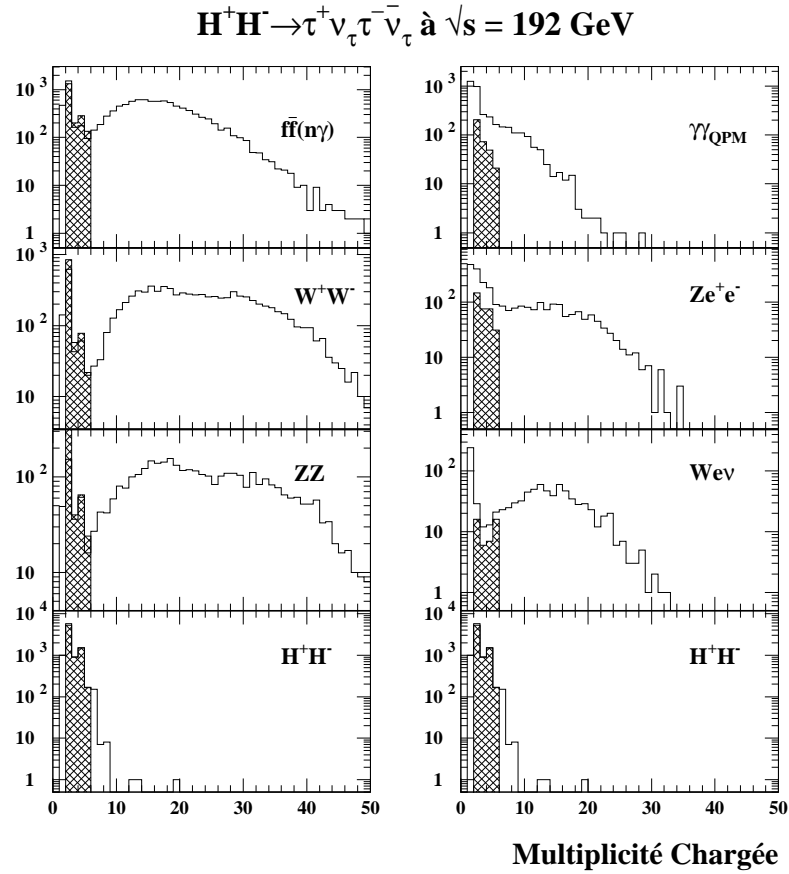 H⁺H⁻→τ⁺ν_ττ⁻ν̄_τ à √s = 192 GeV
10³
10²
10
1
ff̄(nγ)
10³
10²
10
1
γγ_QPM
10³
10²
10
W⁺W⁻
10²
10
1
Ze⁺e⁻
10²
10
ZZ
10²
10
1
Weν
10⁴
10³
10²
10
1
H⁺H⁻
0 10 20 30 40 50
10⁴
10³
10²
10
1
H⁺H⁻
0 10 20 30 40 50
Multiplicité Chargée